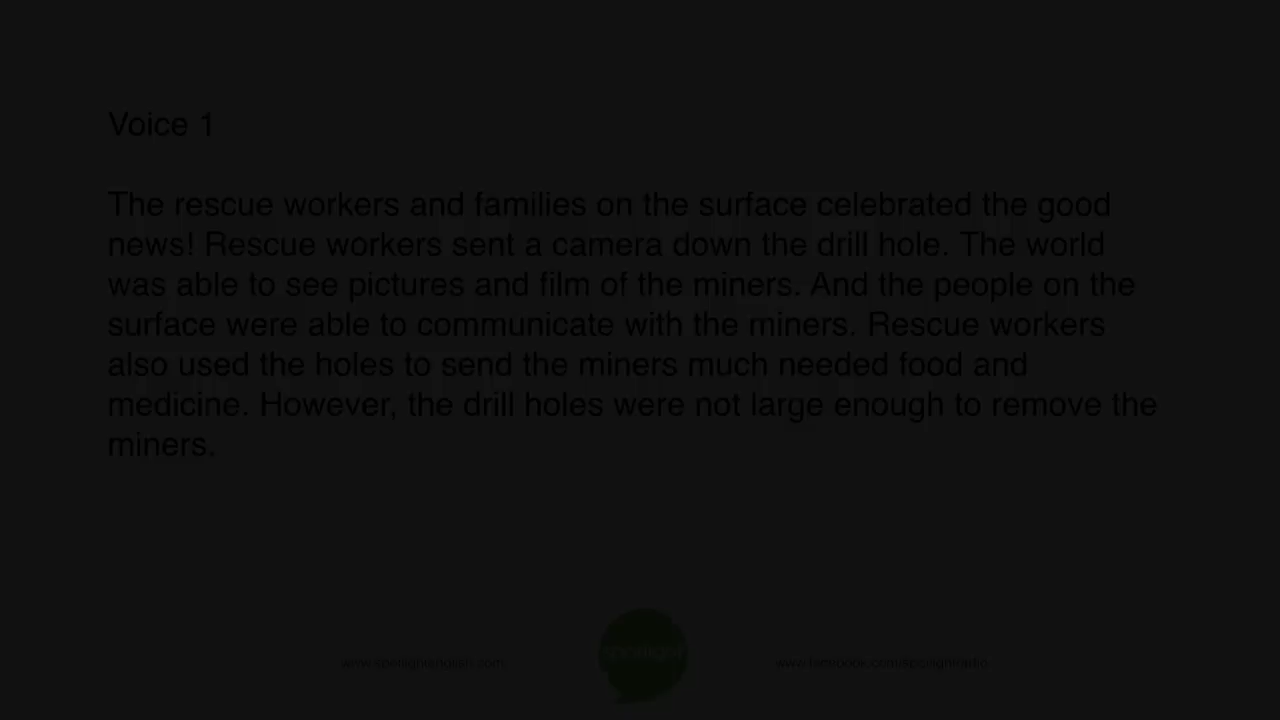 Voice 1
The rescue workers and families on the surface celebrated the good
news! Rescue workers sent a camera down the drill hole. The world
was able to see pictures and film of the miners. And the people on the
surface were able to communicate with the miners. Rescue workers
also used the holes to send the miners much needed food and
medicine. However, the drill holes were not large enough to remove the
miners.